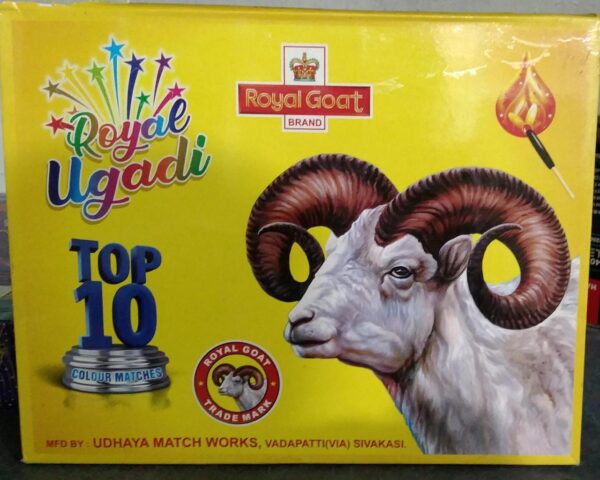 Royal Goat
BRAND
Royal
Ugadi
TOP
10
COLOUR MATCHES
ROYAL GOAT
TRADE MARK
MFD BY : UDHAYA MATCH WORKS, VADAPATTI(VIA) SIVAKASI.